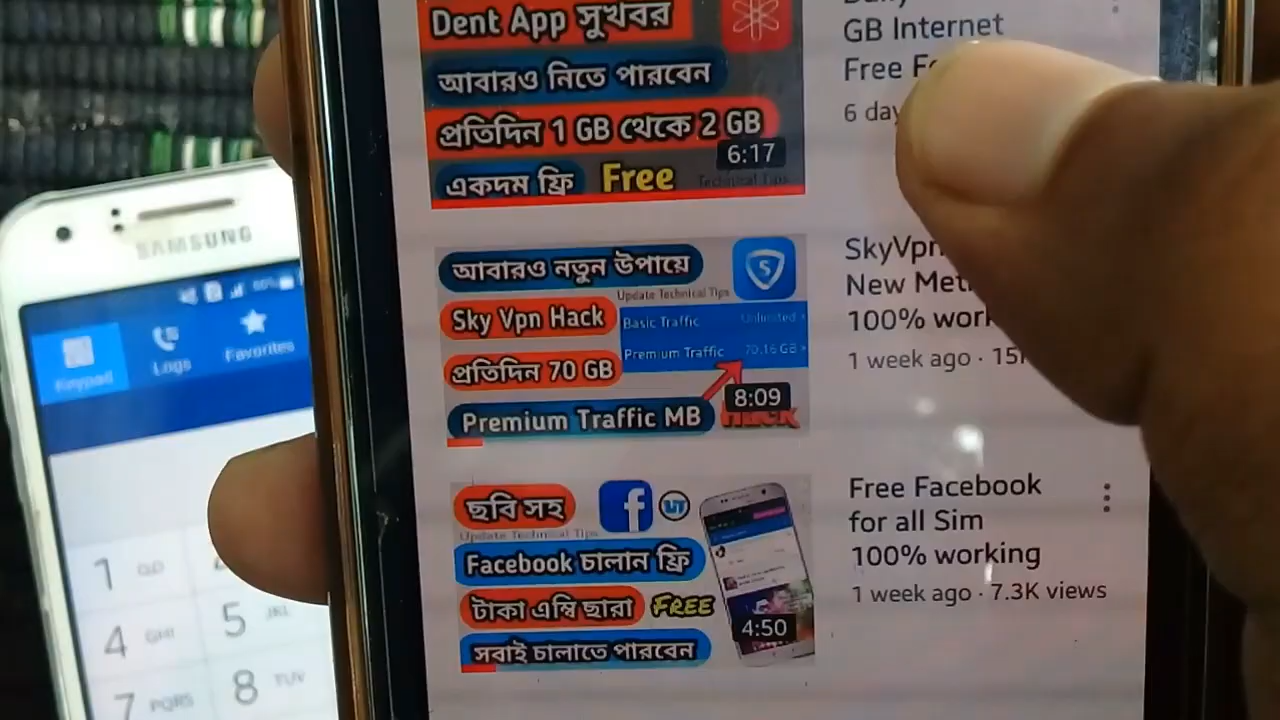 Dent App সুখবর
আবারও নিতে পারবেন
প্রতিদিন 1 GB থেকে 2 GB
6:17
একদম ফ্রি Free
Technical Tips
GB Internet
Free
6
আবারও নতুন উপায়ে
S
Update Technical Tips
Sky Vpn Hack
Basic Traffic Unlimited
Premium Traffic 70.16 GB
প্রতিদিন 70 GB
8:09
Premium Traffic MB
SkyVpn
New
100%
1 week ago
ছবি সহ
f UT
Update Technical Tips
Facebook চালান ফ্রি
টাকা এম্বি ছারা FREE
4:50
সবাই চালাতে পারবেন
Free Facebook
for all Sim
100% working
1 week ago · 7.3K views
SAMSUNG
Keypad
Logs
Favorites
1
4 GHI
5 JKL
7 PQRS
8 TUV